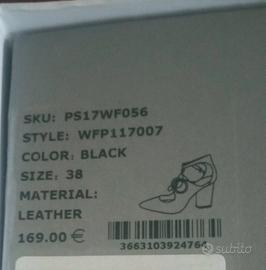 SKU: PS17WF056
STYLE: WFP117007
COLOR: BLACK
SIZE: 38
MATERIAL:
LEATHER
169.00 €
3663103924764
subito